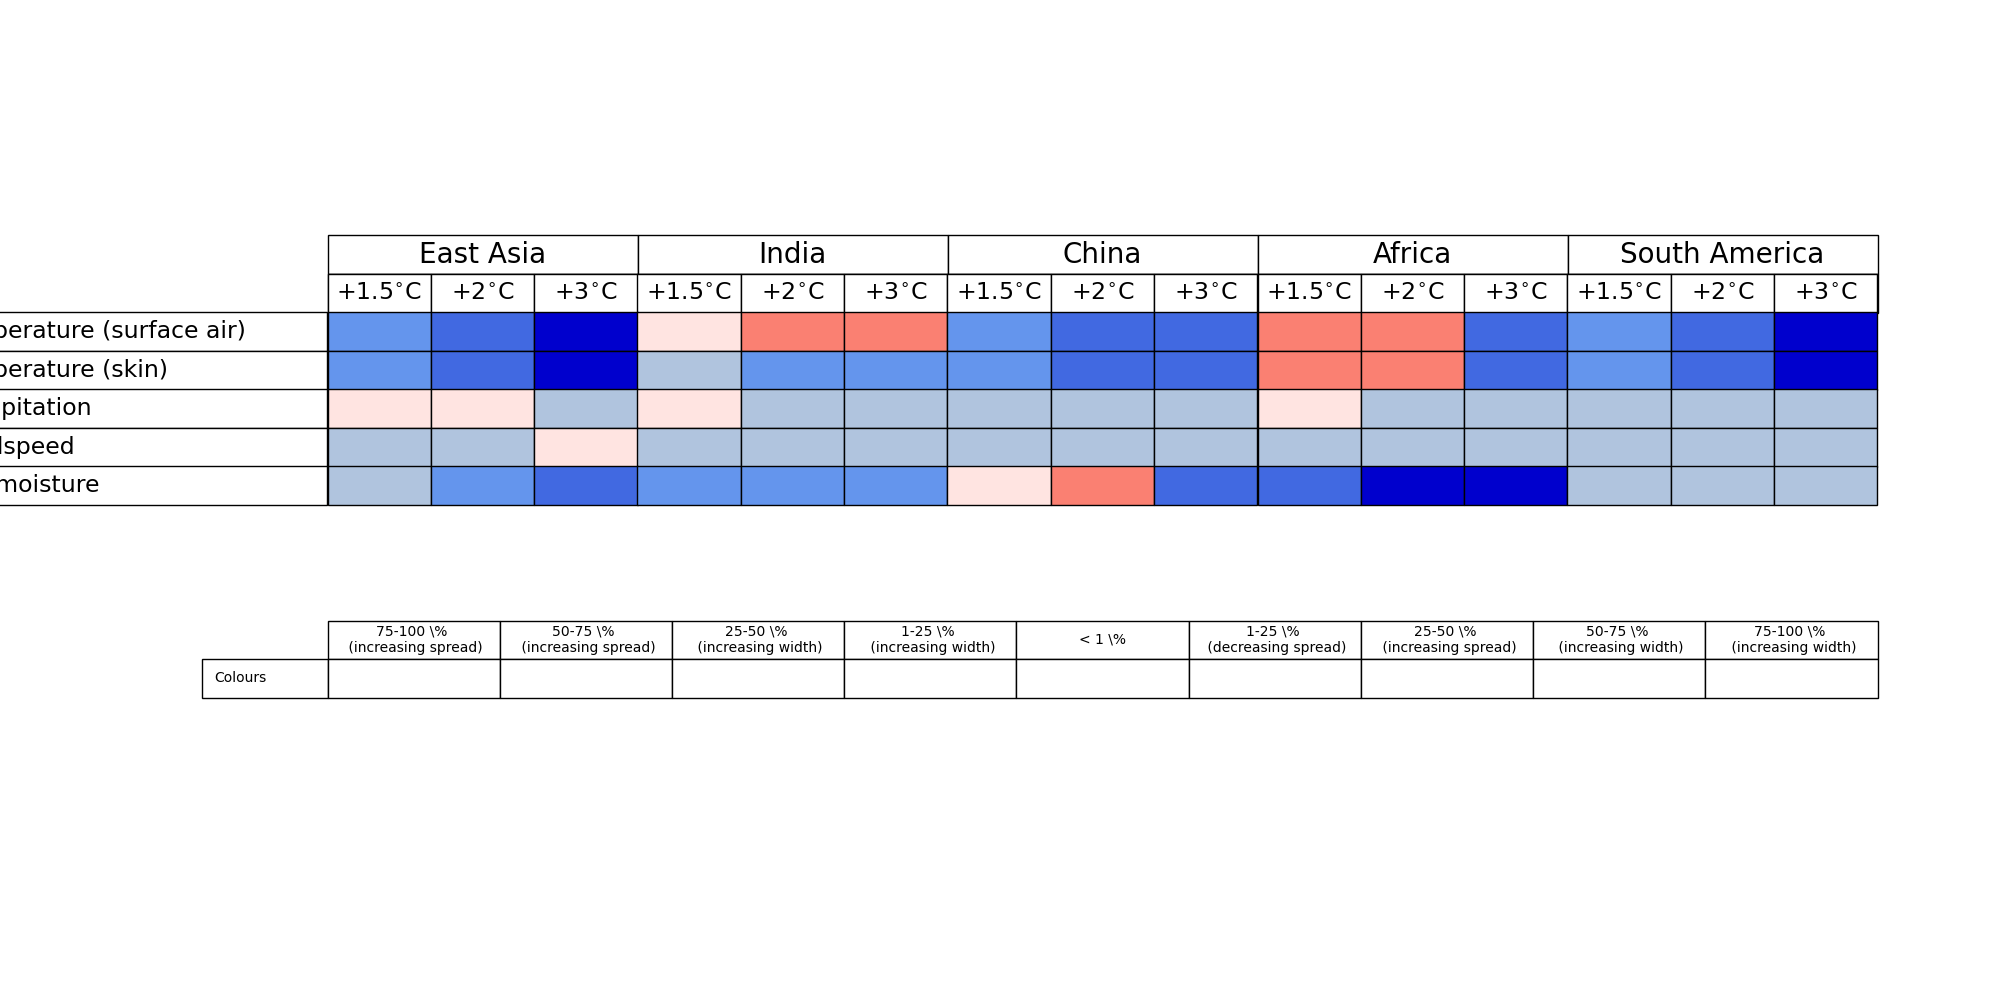 East Asia India China Africa South America
+1.5°C +2°C +3°C +1.5°C +2°C +3°C +1.5°C +2°C +3°C +1.5°C +2°C +3°C +1.5°C +2°C +3°C
perature (surface air)
perature (skin)
pitation
speed
moisture
75-100 \% 50-75 \% 25-50 \% 1-25 \% < 1 \% 1-25 \% 25-50 \% 50-75 \% 75-100 \%
(increasing spread) (increasing spread) (increasing width) (increasing width) (decreasing spread) (increasing spread) (increasing width) (increasing width)
Colours